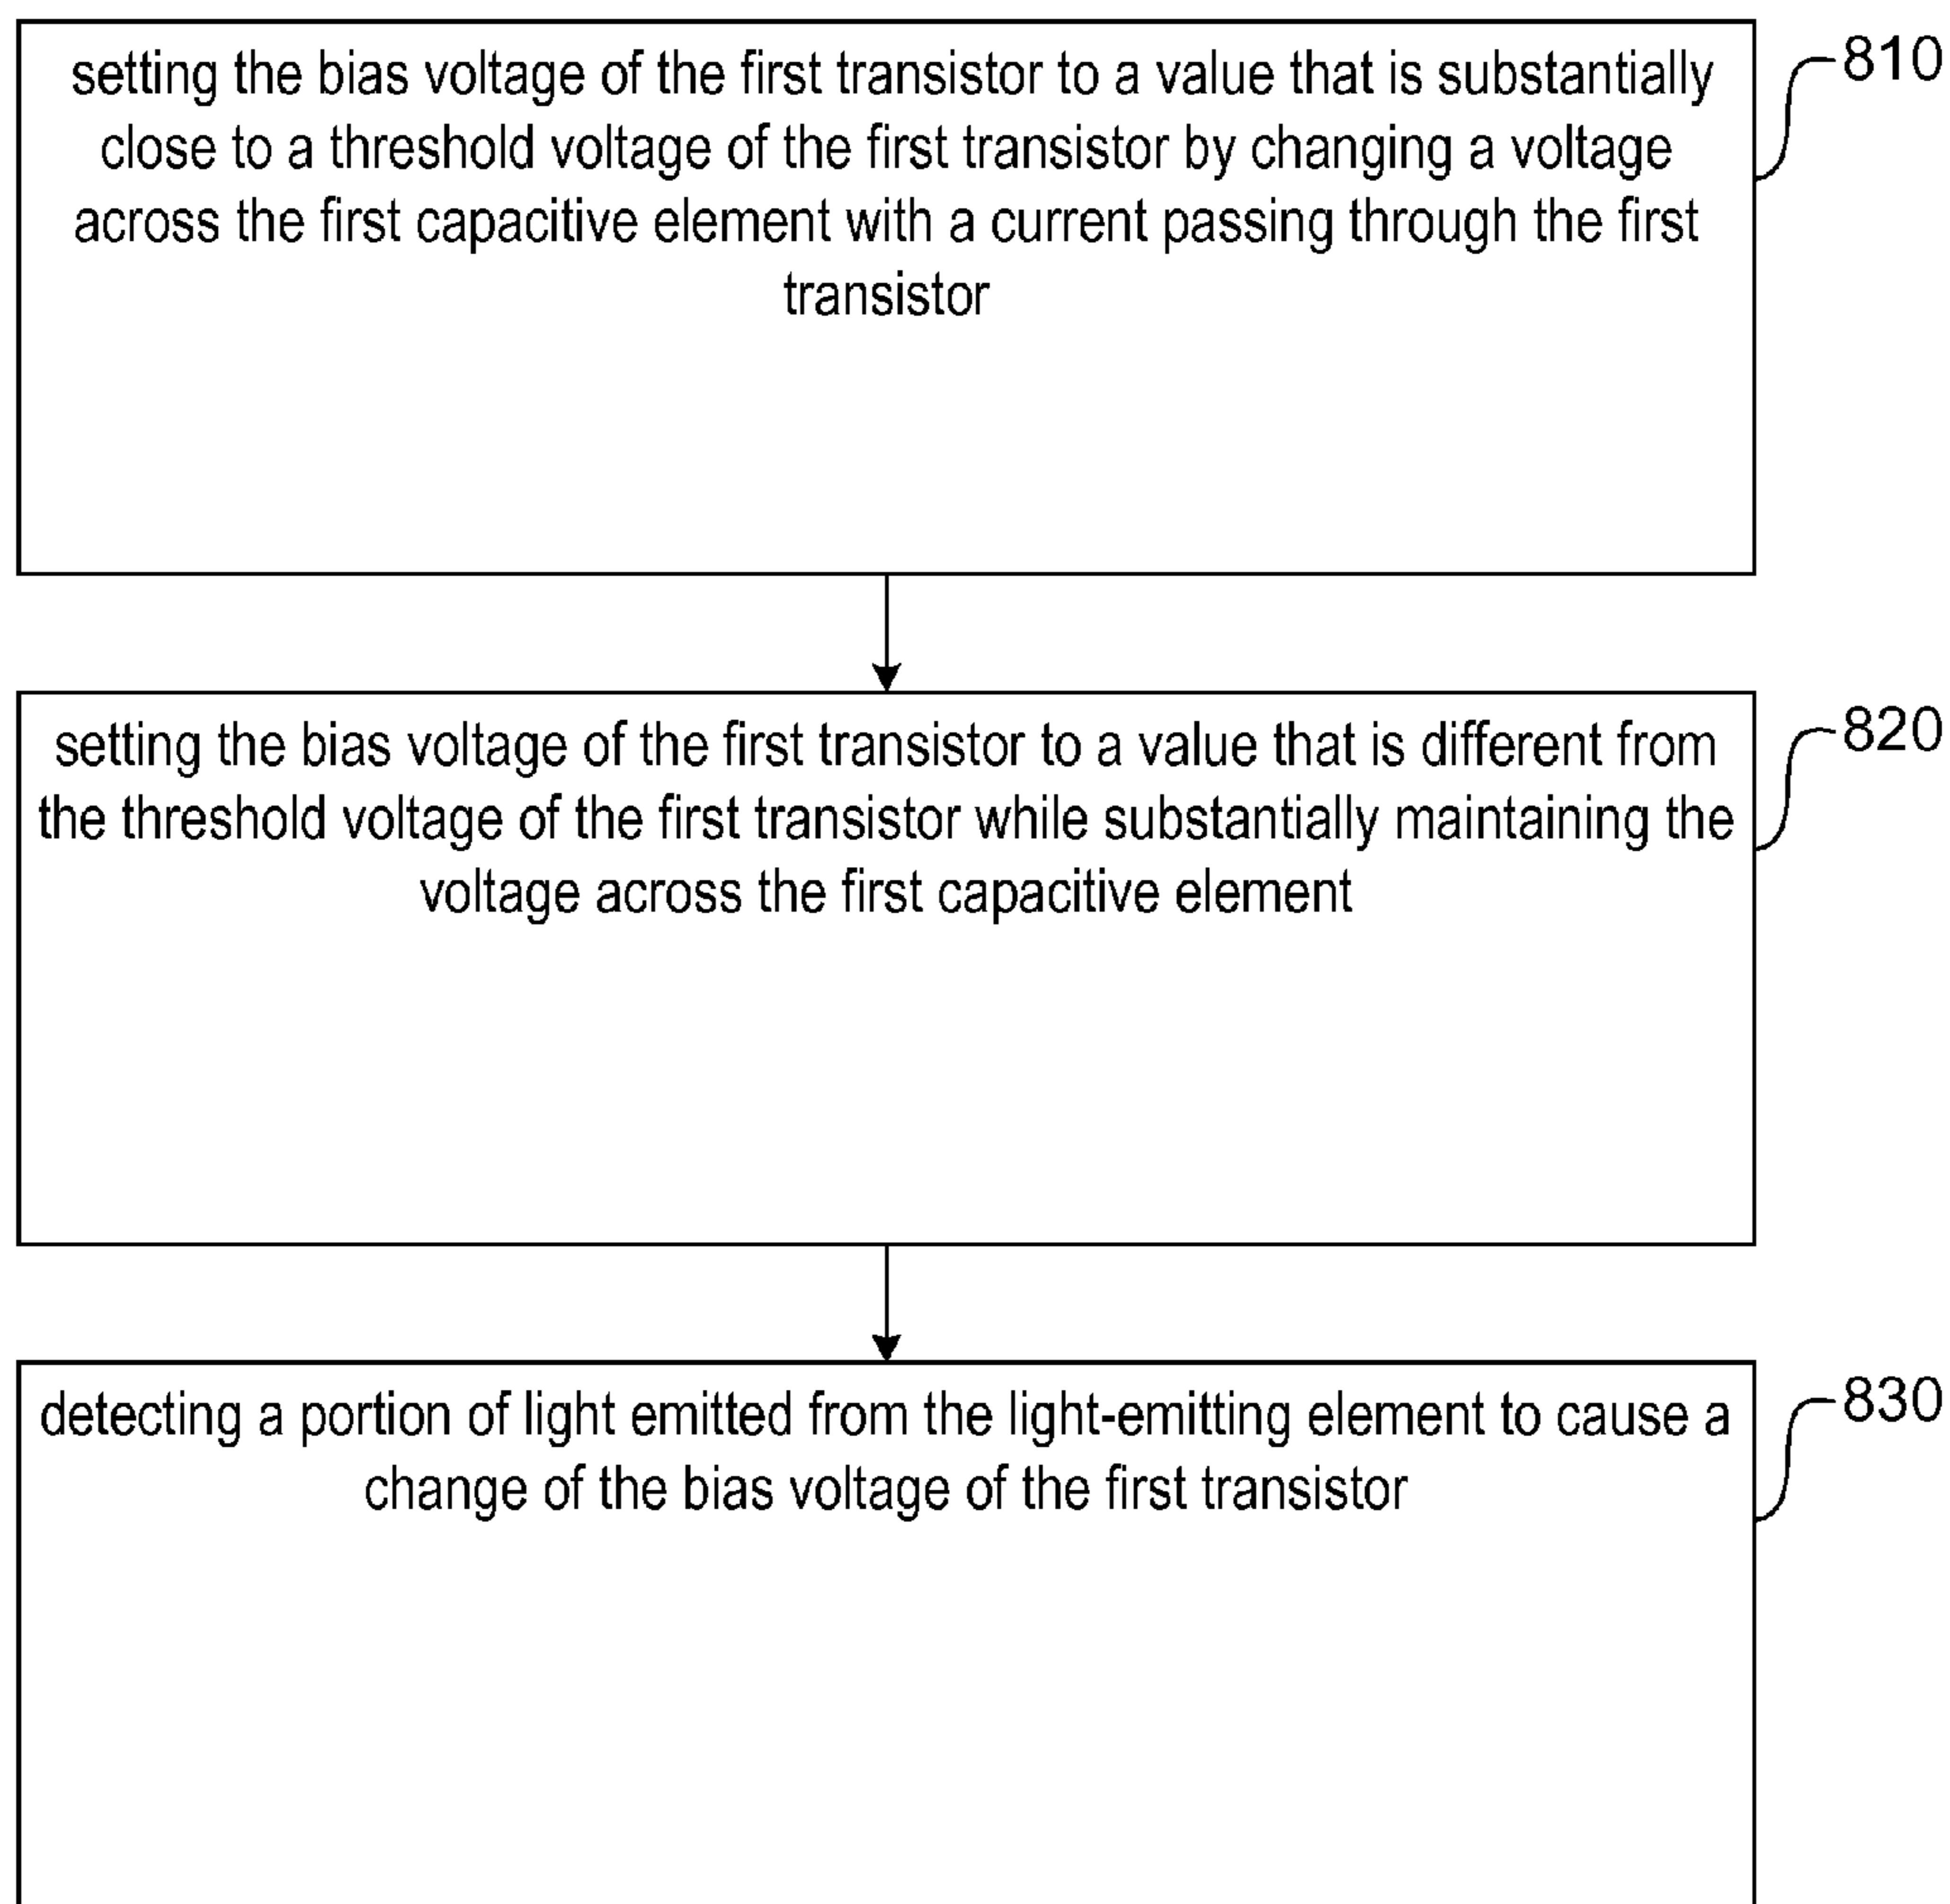 setting the bias voltage of the first transistor to a value that is substantially
close to a threshold voltage of the first transistor by changing a voltage
across the first capacitive element with a current passing through the first
transistor
810
setting the bias voltage of the first transistor to a value that is different from
the threshold voltage of the first transistor while substantially maintaining the
voltage across the first capacitive element
820
detecting a portion of light emitted from the light-emitting element to cause a
change of the bias voltage of the first transistor
830